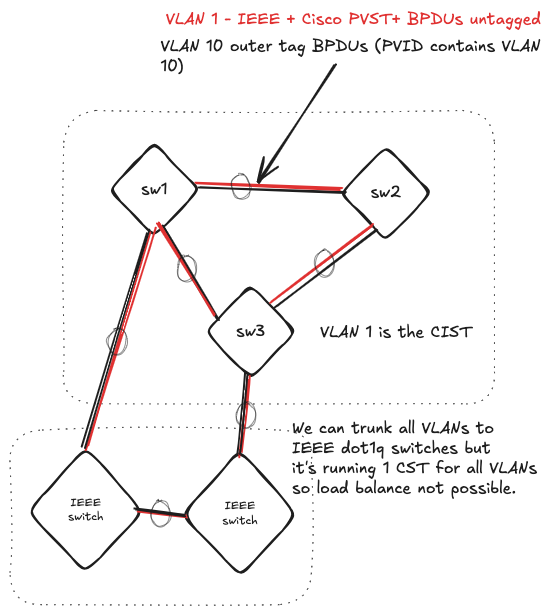 VLAN 1 - IEEE + Cisco PVST+ BPDUs untagged
VLAN 10 outer tag BPDUs (PVID contains VLAN
10)
sw1
sw2
sw3
VLAN 1 is the CIST
We can trunk all VLANs to
IEEE dot1q switches but
it's running 1 CST for all VLANs
so load balance not possible.
IEEE
switch
IEEE
switch